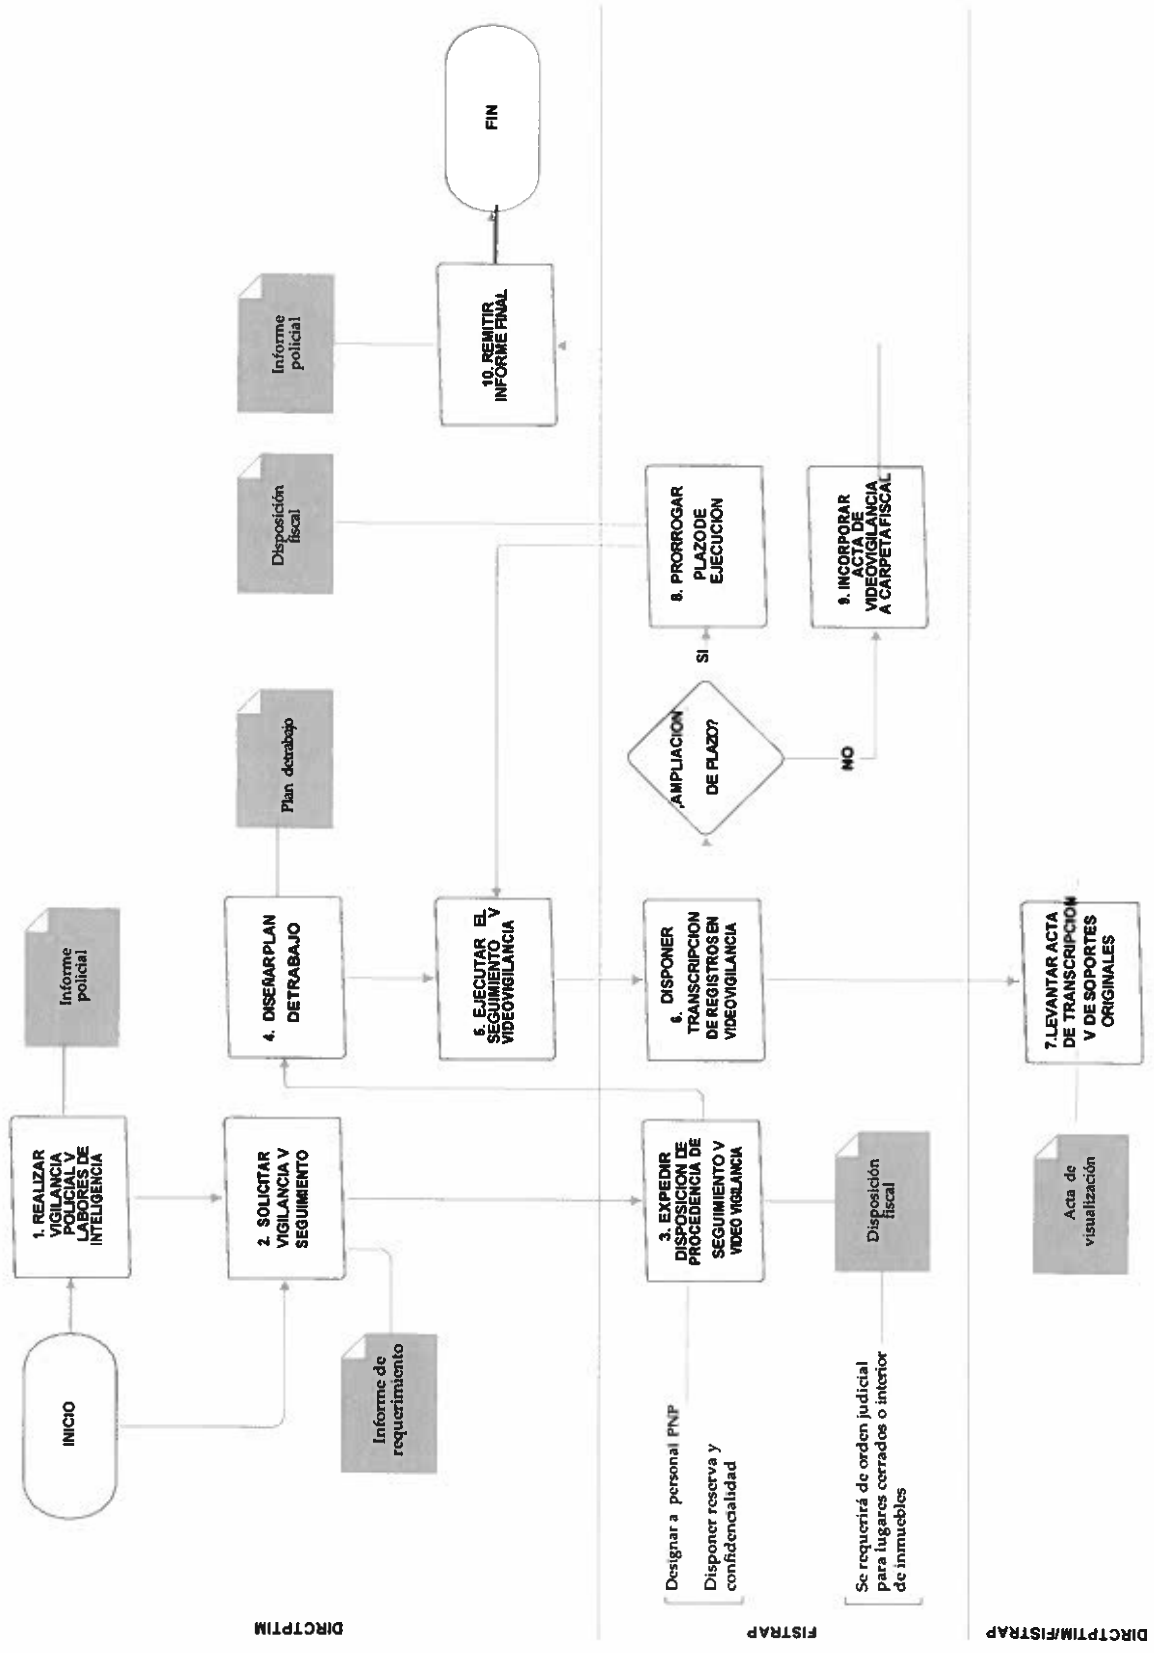 DIRCTPTIM
INICIO
1. REALIZAR
VIGILANCIA
POLICIAL V
LABORES DE
INTELIGENCIA
Informe
policial
2. SOLICITAR
VIGILANCIA V
SEGUIMIENTO
Informe de
requerimiento
4. DISEÑAR PLAN
DETRABAJO
Plan detrabajo
5. EJECUTAR EL
SEGUIMIENTO V
VIDEOVIGILANCIA
Disposición
fiscal
Informe
policial
10. REMITIR
INFORME FINAL
FIN
FISTRAP
Designar a personal PNP
Disponer reserva y
confidencialidad
3. EXPEDIR
DISPOSICION DE
PROCEDENCIA DE
SEGUIMIENTO V
VIDEO VIGILANCIA
Disposición
fiscal
Se requerirá de orden judicial
para lugares cerrados o interior
de inmuebles
6. DISPONER
TRANSCRIPCION
DE REGISTROS EN
VIDEOVIGILANCIA
AMPLIACION
DE PLAZO?
SI
NO
8. PRORROGAR
PLAZO DE
EJECUCION
9. INCORPORAR
ACTA DE
VIDEOVIGILANCIA
A CARPETA FISCAL
DIRCTPTIM/FISTRAP
Acta de
visualización
7.LEVANTAR ACTA
DE TRANSCRIPCION
V DE SOPORTES
ORIGINALES